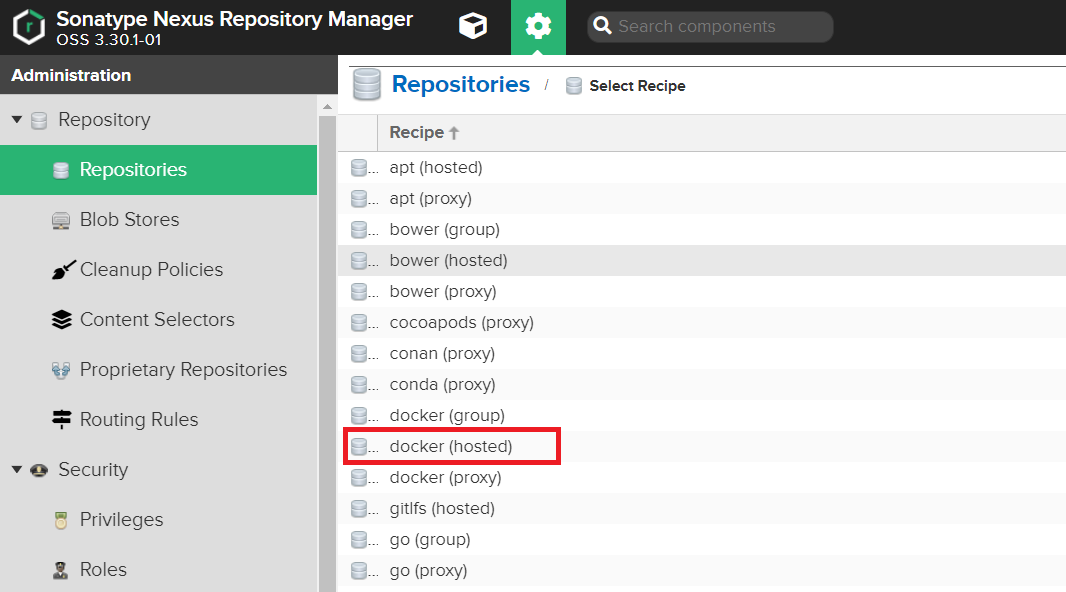 Sonatype Nexus Repository Manager
OSS 3.30.1-01
Search components
Administration
Repository
Repositories
Blob Stores
Cleanup Policies
Content Selectors
Proprietary Repositories
Routing Rules
Security
Privileges
Roles
Repositories / Select Recipe
Recipe
... apt (hosted)
... apt (proxy)
... bower (group)
... bower (hosted)
... bower (proxy)
... cocoapods (proxy)
... conan (proxy)
... conda (proxy)
... docker (group)
... docker (hosted)
... docker (proxy)
... gitlfs (hosted)
... go (group)
... go (proxy)